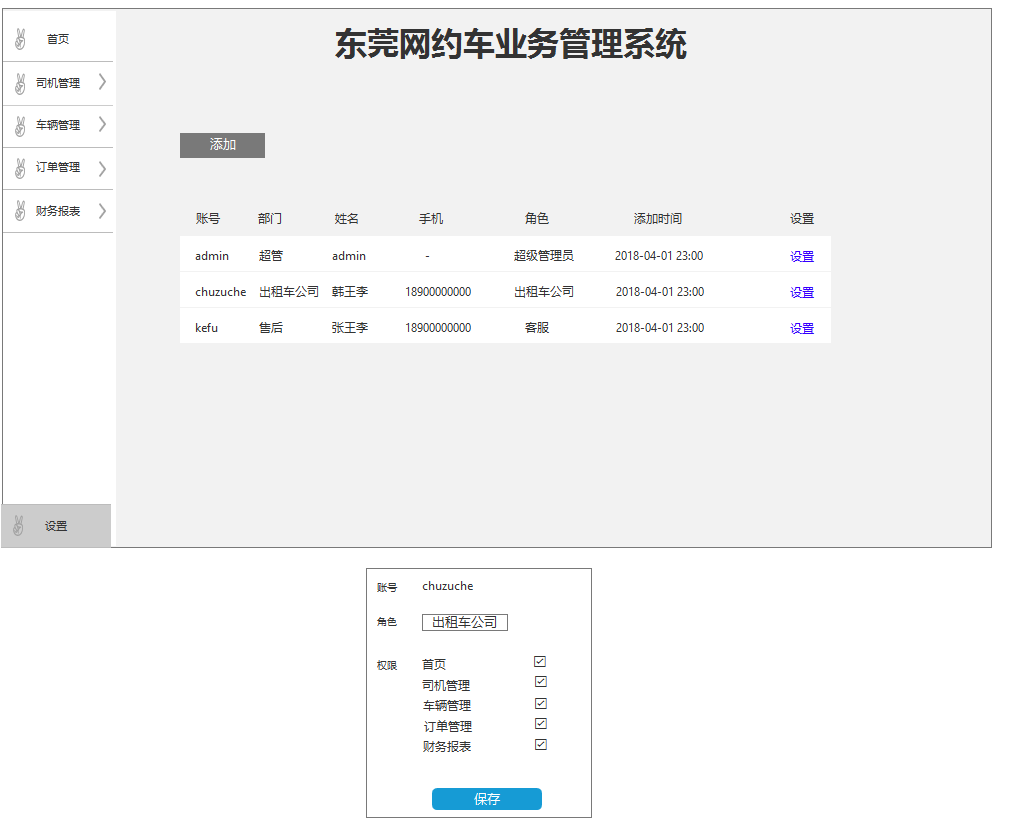 东莞网约车业务管理系统
首页
司机管理
车辆管理
订单管理
财务报表
设置
添加
账号 部门 姓名 手机 角色 添加时间 设置
admin 超管 admin - 超级管理员 2018-04-01 23:00 设置
chuzuche 出租车公司 韩王李 18900000000 出租车公司 2018-04-01 23:00 设置
kefu 售后 张王李 18900000000 客服 2018-04-01 23:00 设置
账号 chuzuche
角色 出租车公司
权限 首页
司机管理
车辆管理
订单管理
财务报表
保存